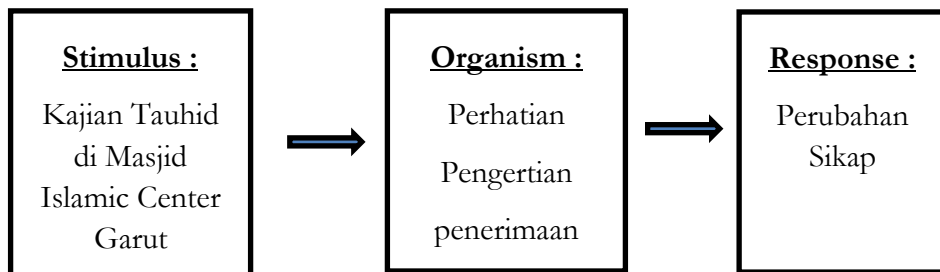 Stimulus :
Kajian Tauhid
di Masjid
Islamic Center
Garut
Organism :
Perhatian
Pengertian
penerimaan
Response :
Perubahan
Sikap